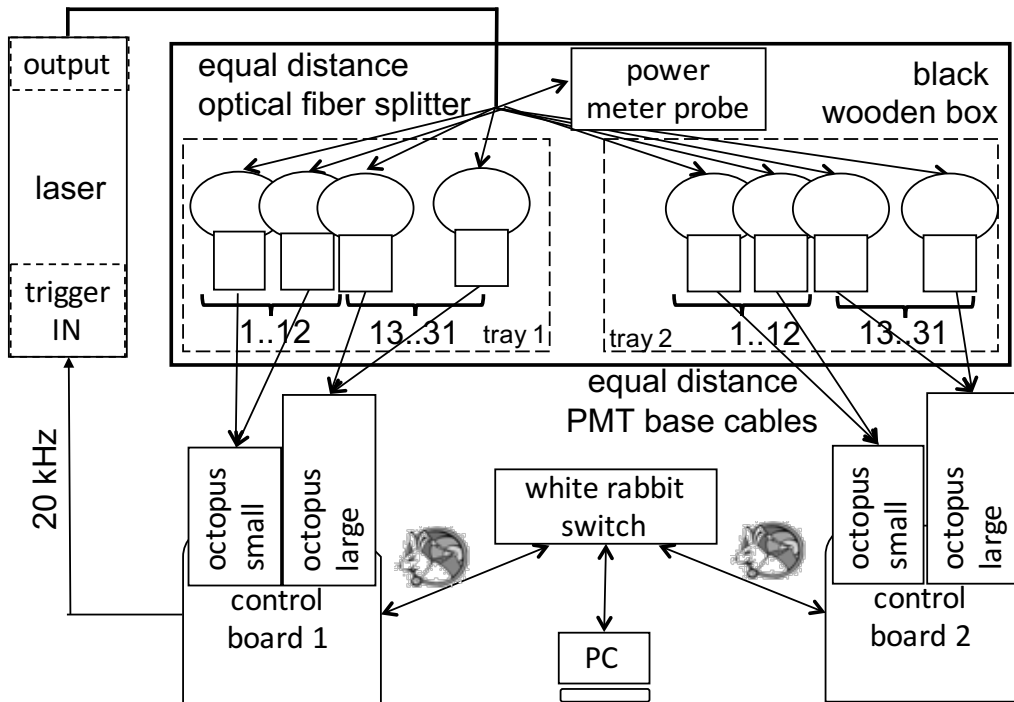 output
laser
trigger
IN
20 kHz
equal distance
optical fiber splitter
power
meter probe
black
wooden box
1..12
13..31
tray 1
tray 2
1..12
13..31
equal distance
PMT base cables
octopus
small
octopus
large
control
board 1
white rabbit
switch
PC
octopus
small
octopus
large
control
board 2